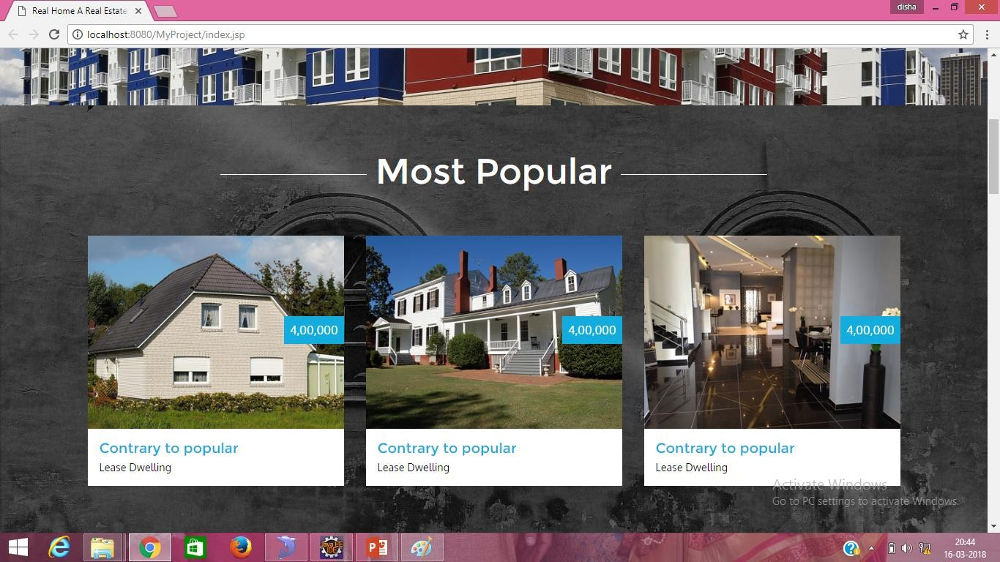 Real Home A Real Estate
disha
localhost:8080/MyProject/index.jsp
Most Popular
4,00,000
4,00,000
4,00,000
Contrary to popular
Lease Dwelling
Contrary to popular
Lease Dwelling
Contrary to popular
Lease Dwelling
Activate Windows
Go to PC settings to activate Windows.
Java EE
IDE
20:44
16-03-2018